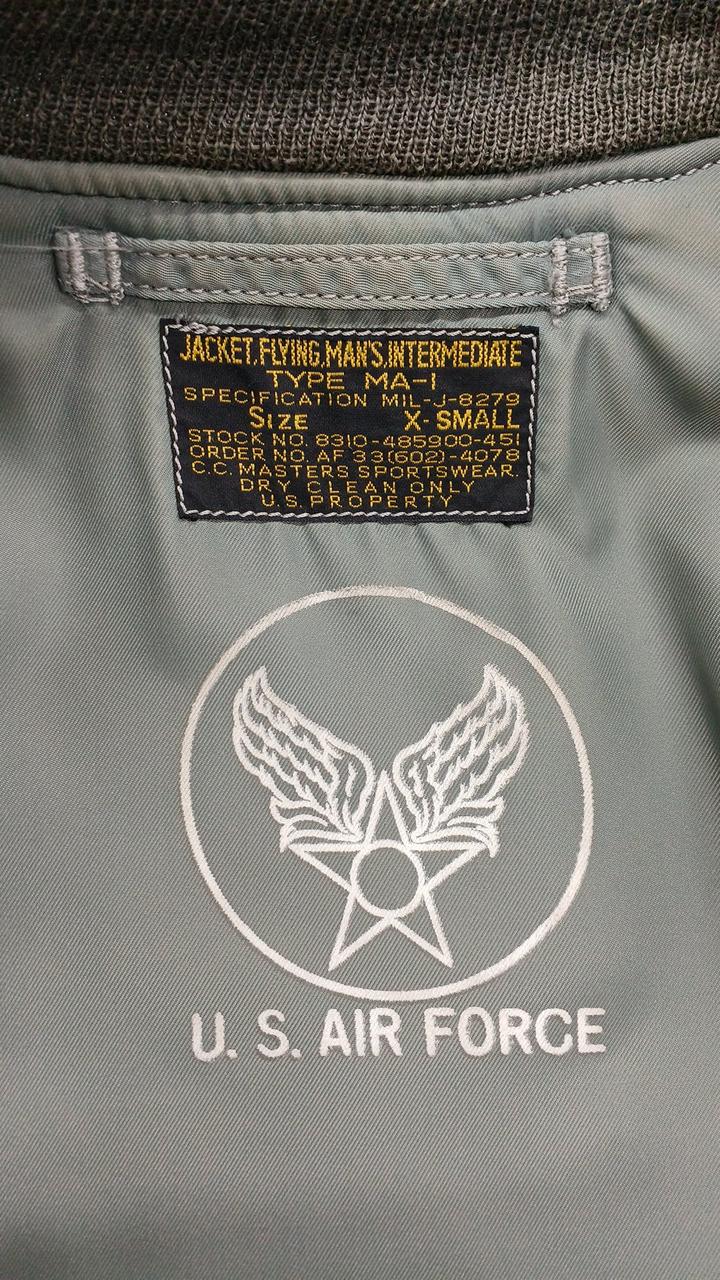 JACKET,FLYING,MAN'S,INTERMEDIATE
TYPE MA-1
SPECIFICATION MIL-J-8279
SIZE X-SMALL
STOCK NO. 8310-485900-451
ORDER NO. AF 33(602)-4078
C.C. MASTERS SPORTSWEAR.
DRY CLEAN ONLY
U.S. PROPERTY
U. S. AIR FORCE